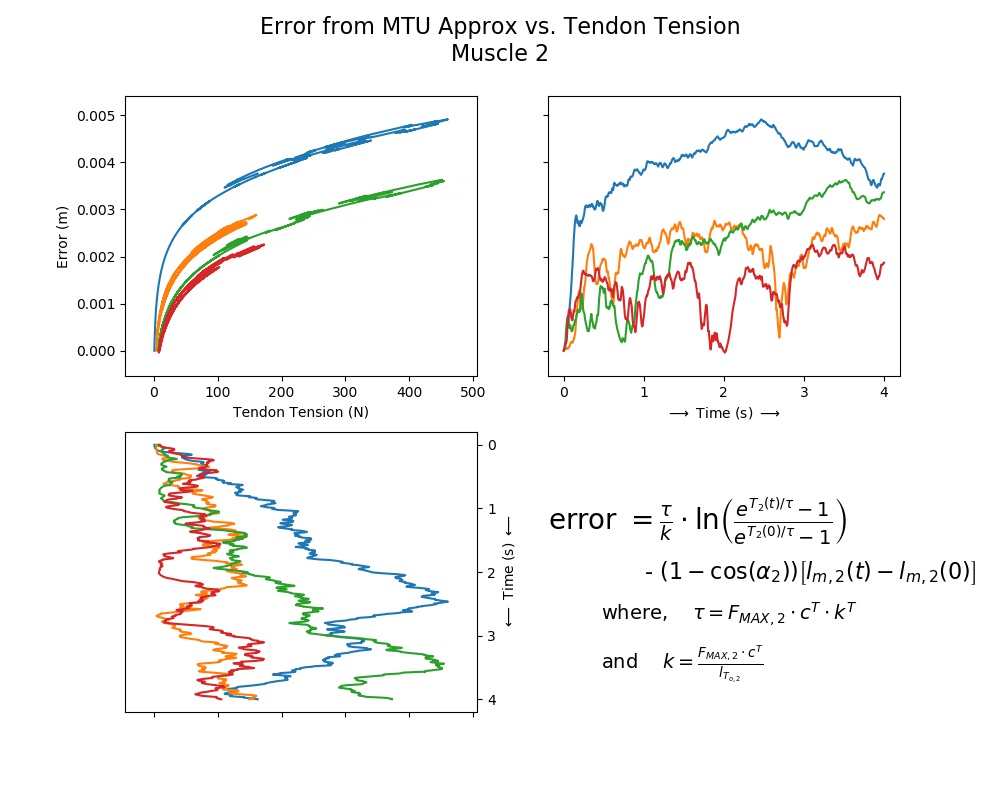 Error from MTU Approx vs. Tendon Tension
Muscle 2
0.005
0.004
0.003
0.002
0.001
0.000
Error (m)
0 100 200 300 400 500
Tendon Tension (N)
0 1 2 3 4
⟶ Time (s) ⟶
0
1
2
3
4
⟵ Time (s) ⟵
error = τ/k · ln((e^{T₂(t)/τ} − 1)/(e^{T₂(0)/τ} − 1))
- (1 − cos(α₂))[l_{m,2}(t) − l_{m,2}(0)]
where, τ = F_{MAX,2} · c^T · k^T
and k = (F_{MAX,2} · c^T)/l_{T_{o,2}}